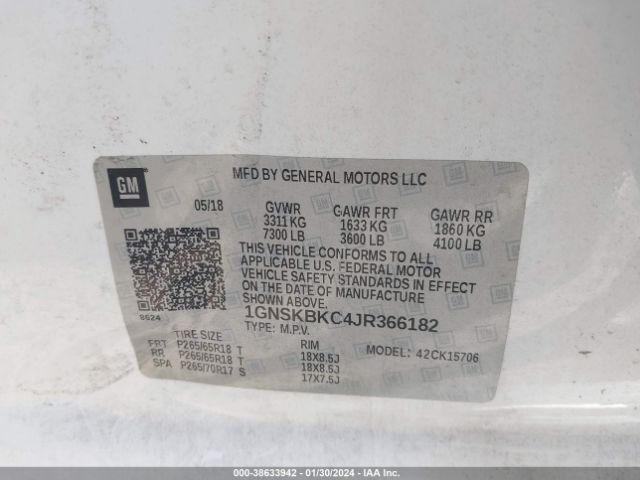 GM
MFD BY GENERAL MOTORS LLC
05/18
GVWR GAWR FRT GAWR RR
3311 KG 1633 KG 1860 KG
7300 LB 3600 LB 4100 LB
THIS VEHICLE CONFORMS TO ALL
APPLICABLE U.S. FEDERAL MOTOR
VEHICLE SAFETY STANDARDS IN EFFECT
ON THE DATE OF MANUFACTURE
SHOWN ABOVE.
8624
1GNSKBKC4JR366182
TYPE: M.P.V.
TIRE SIZE RIM MODEL: 42CK15706
FRT P265/65R18 T 18X8.5J
RR P265/65R18 T 18X8.5J
SPA P265/70R17 S 17X7.5J
000-38633942 - 01/30/2024 - IAA Inc.